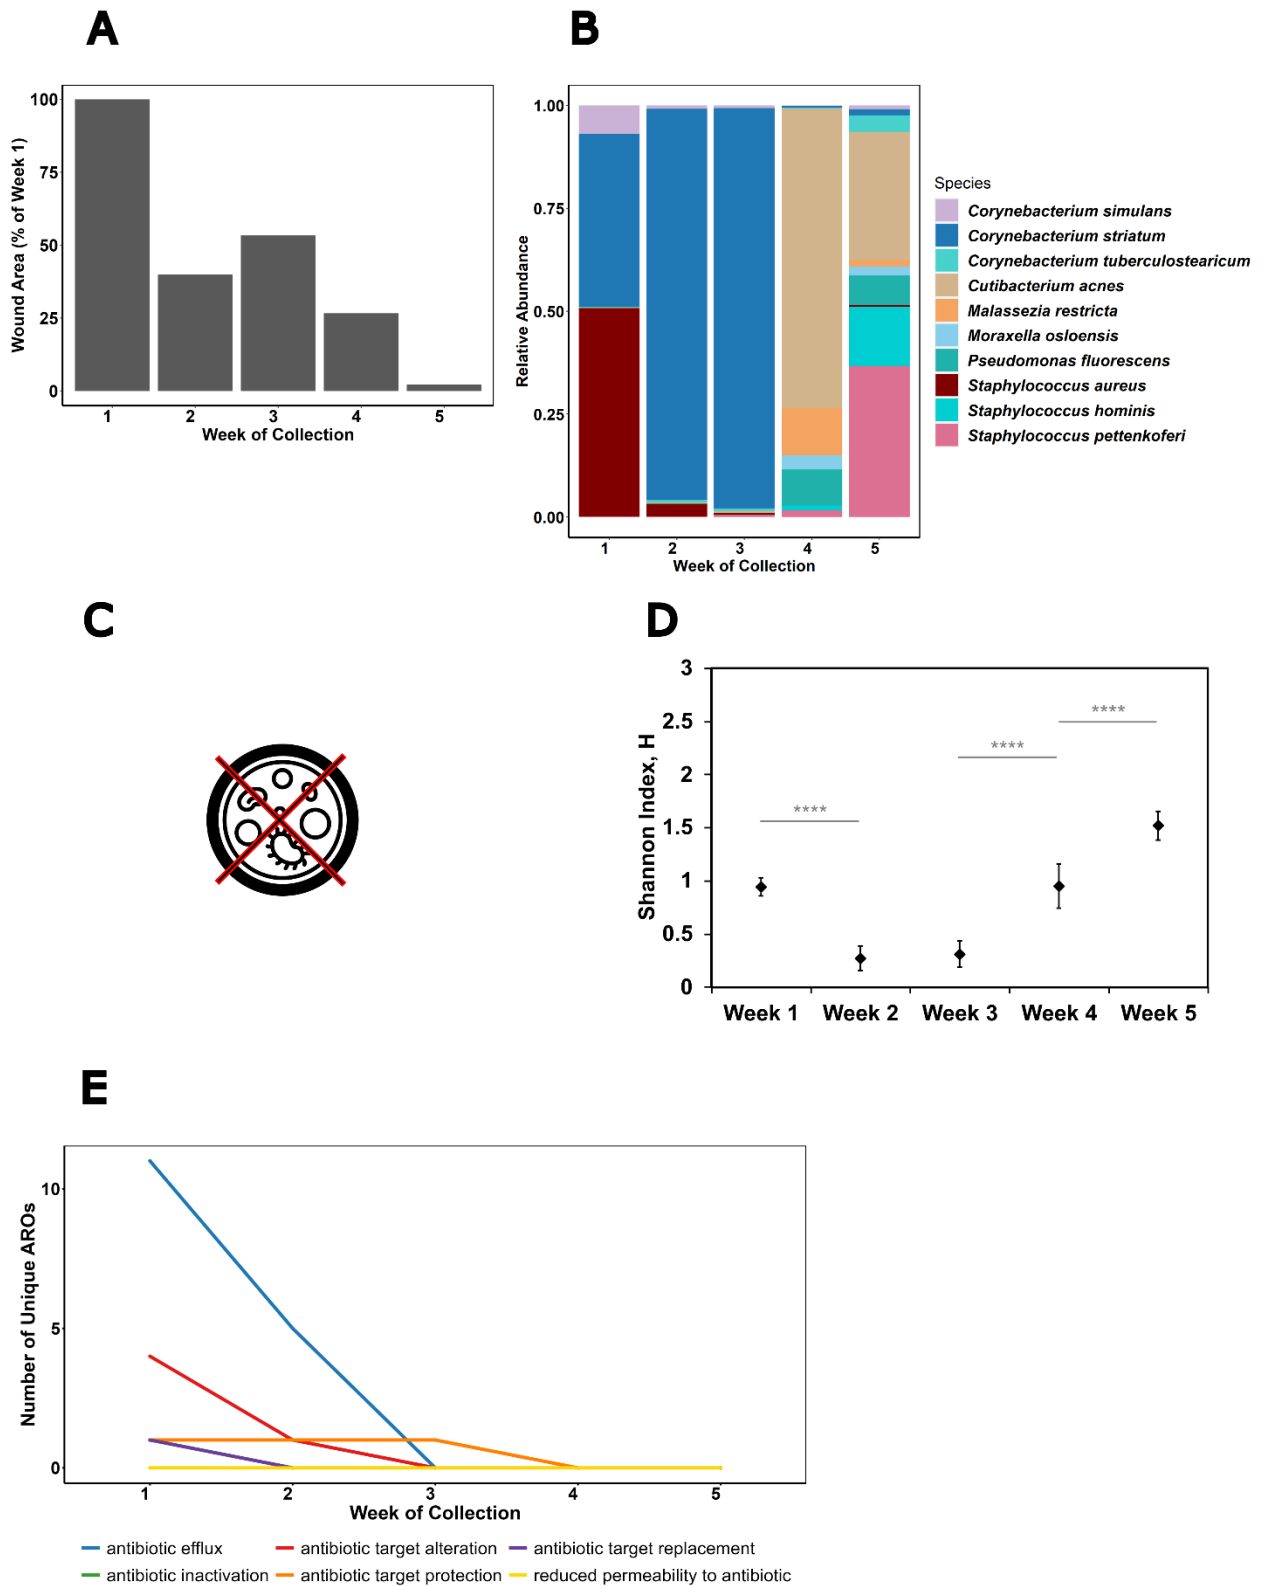 A
B
100
75
50
25
0
Wound Area (% of Week 1)
1 2 3 4 5
Week of Collection
1.00
0.75
0.50
0.25
0.00
Relative Abundance
1 2 3 4 5
Week of Collection
Species
Corynebacterium simulans
Corynebacterium striatum
Corynebacterium tuberculostearicum
Cutibacterium acnes
Malassezia restricta
Moraxella osloensis
Pseudomonas fluorescens
Staphylococcus aureus
Staphylococcus hominis
Staphylococcus pettenkoferi
C
D
3
2.5
2
1.5
1
0.5
0
Shannon Index, H
****
****
****
Week 1 Week 2 Week 3 Week 4 Week 5
E
10
5
0
Number of Unique AROs
1 2 3 4 5
Week of Collection
antibiotic efflux antibiotic target alteration antibiotic target replacement
antibiotic inactivation antibiotic target protection reduced permeability to antibiotic